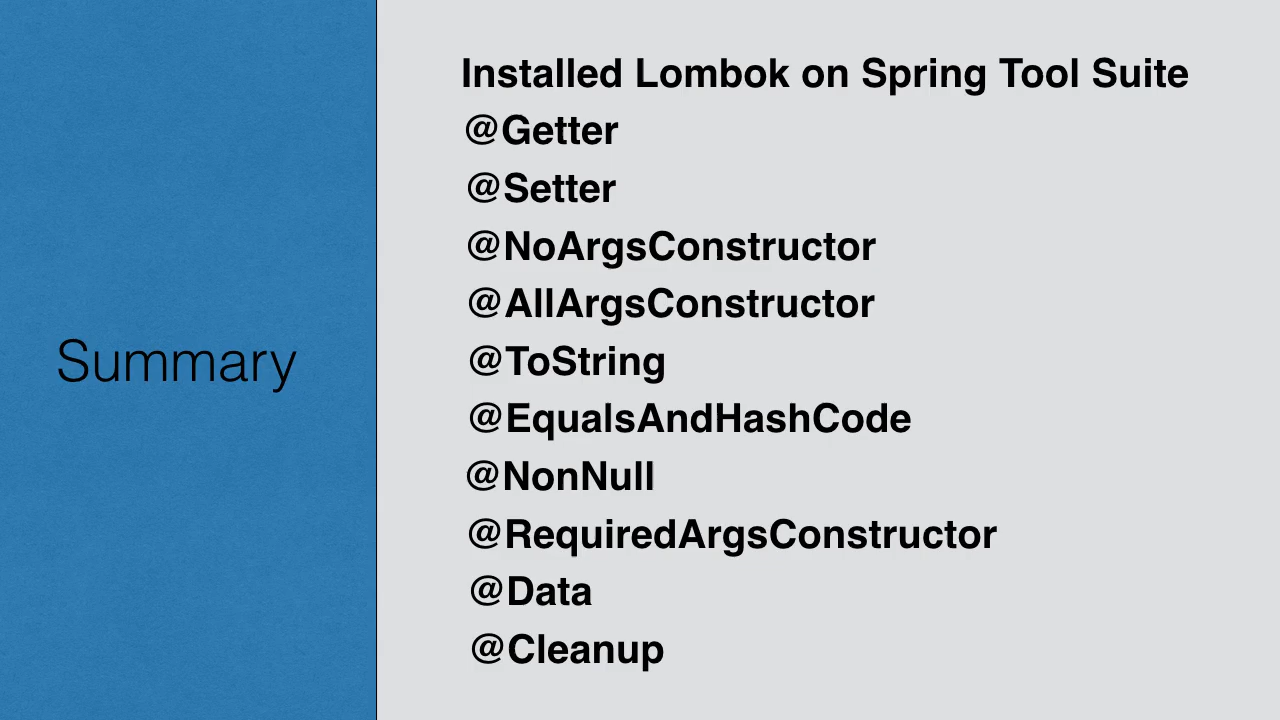 Summary
Installed Lombok on Spring Tool Suite
@Getter
@Setter
@NoArgsConstructor
@AllArgsConstructor
@ToString
@EqualsAndHashCode
@NonNull
@RequiredArgsConstructor
@Data
@Cleanup